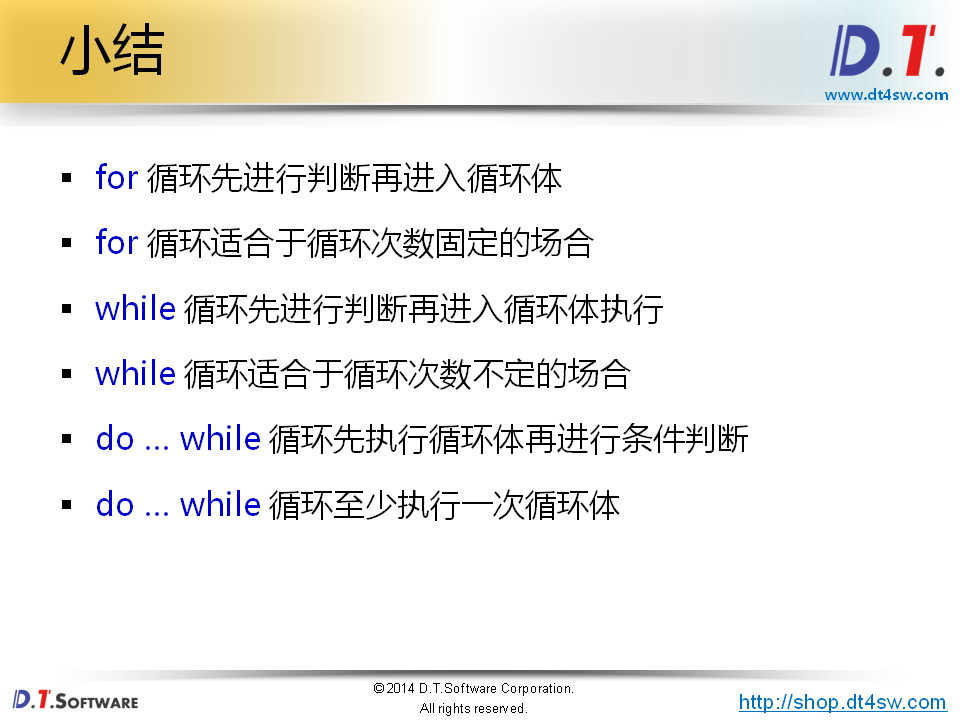 小结
D.T.
www.dt4sw.com
▪ for 循环先进行判断再进入循环体
▪ for 循环适合于循环次数固定的场合
▪ while 循环先进行判断再进入循环体执行
▪ while 循环适合于循环次数不定的场合
▪ do … while 循环先执行循环体再进行条件判断
▪ do … while 循环至少执行一次循环体
D.T.SOFTWARE
©2014 D.T.Software Corporation.
All rights reserved.
http://shop.dt4sw.com